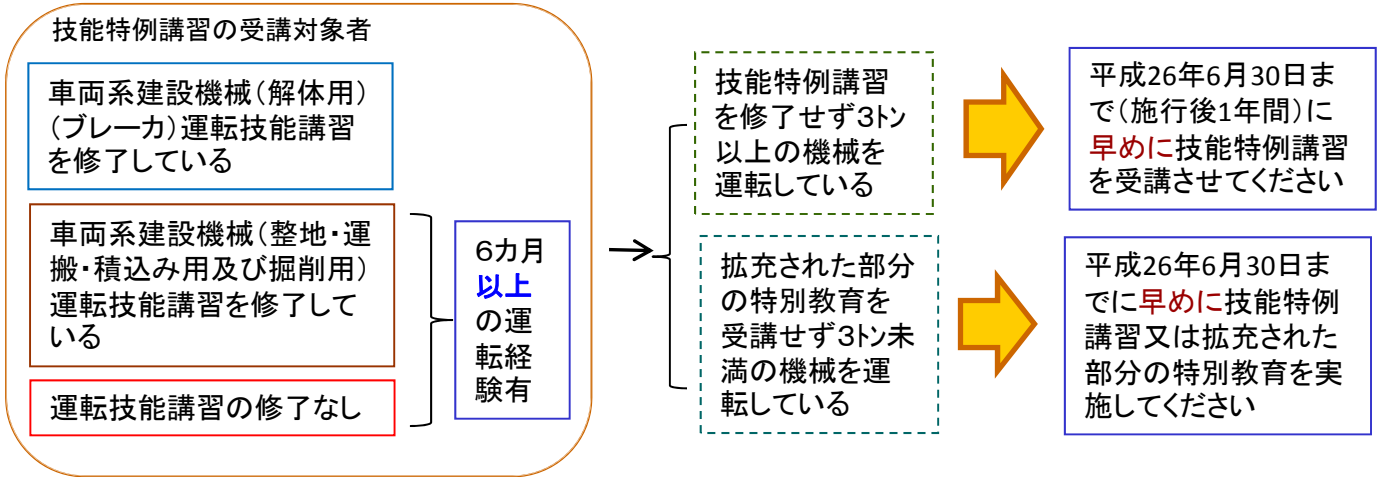 技能特例講習の受講対象者
車両系建設機械(解体用)
(ブレーカ)運転技能講習
を修了している
車両系建設機械(整地・運
搬・積込み用及び掘削用)
運転技能講習を修了して
いる
運転技能講習の修了なし
6カ月
以上
の運
転経
験有
技能特例講習
を修了せず3トン
以上の機械を
運転している
拡充された部分
の特別教育を
受講せず3トン未
満の機械を運
転している
平成26年6月30日ま
で(施行後1年間)に
早めに技能特例講習
を受講させてください
平成26年6月30日ま
でに早めに技能特例
講習又は拡充された
部分の特別教育を実
施してください